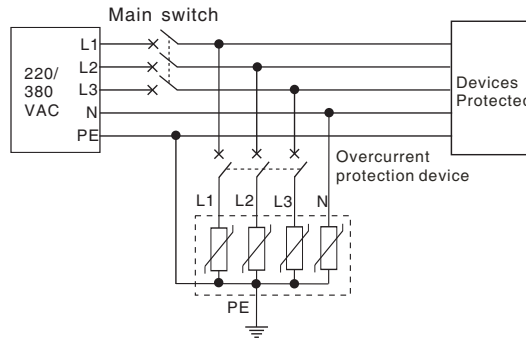 Main switch
L1
L2
L3
N
PE
220/
380
VAC
Devices
Protected
Overcurrent
protection device
L1
L2
L3
N
PE